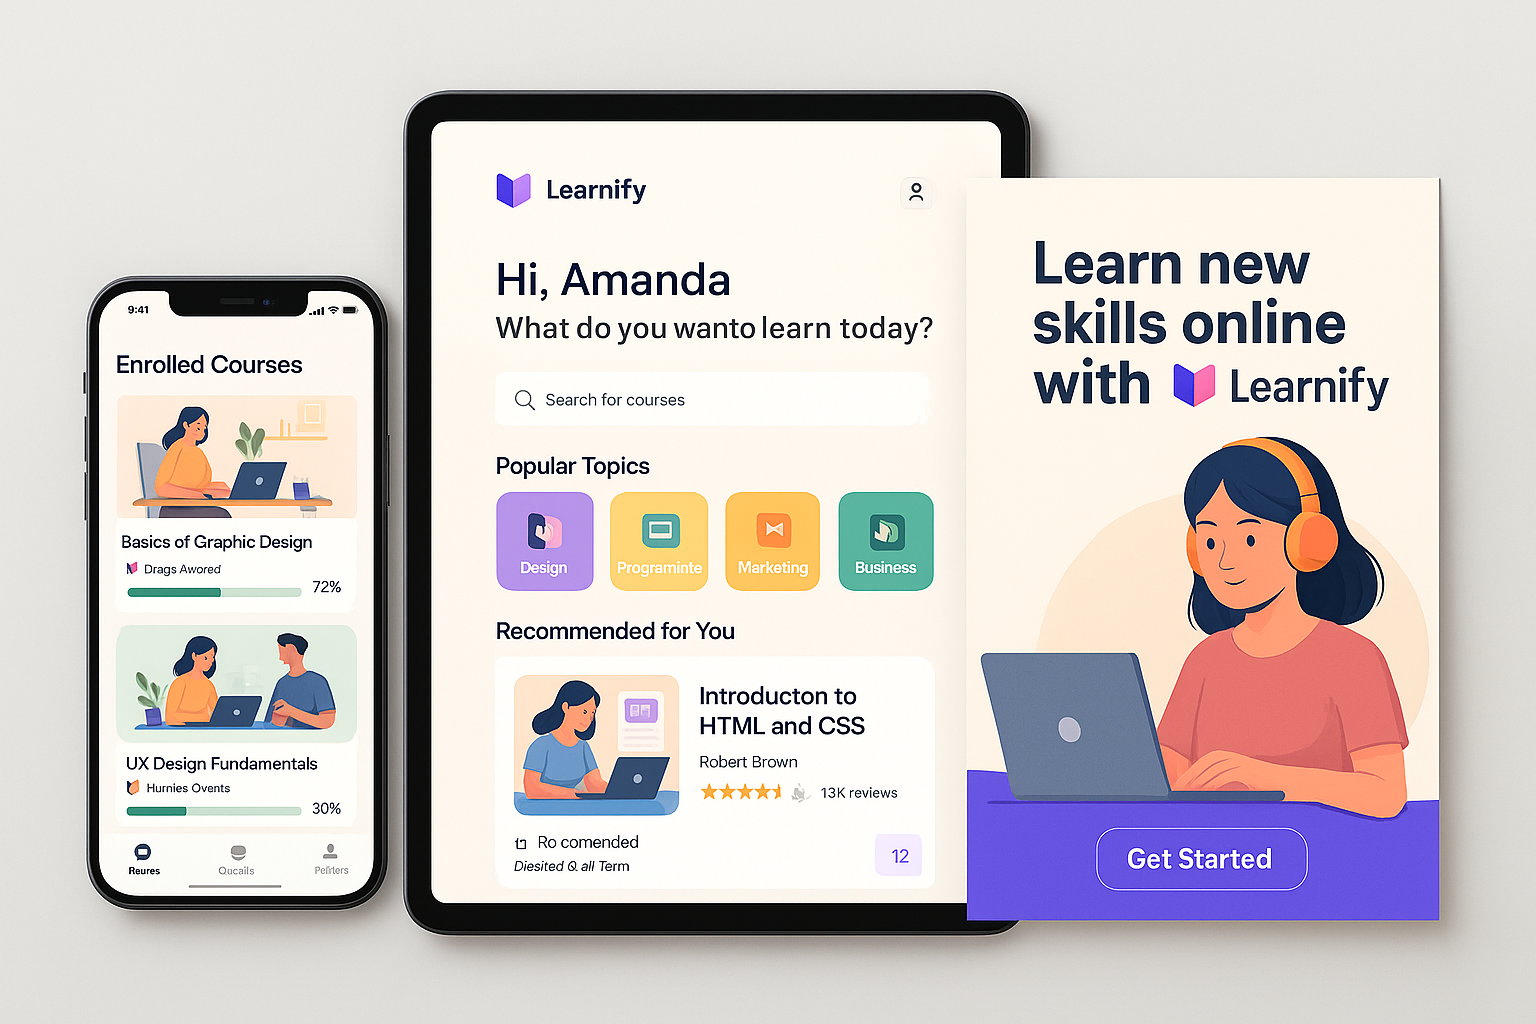 9:41
Enrolled Courses
Basics of Graphic Design
Drags Awored
72%
UX Design Fundamentals
Hurnies Ovents
30%
Reures
Qucails
Pefirters
Learnify
Hi, Amanda
What do you wanto learn today?
Search for courses
Popular Topics
Design
Programinte
Marketing
Business
Recommended for You
Introducton to
HTML and CSS
Robert Brown
13K reviews
Ro comended
Diesited & all Term
12
Learn new
skills online
with Learnify
Get Started